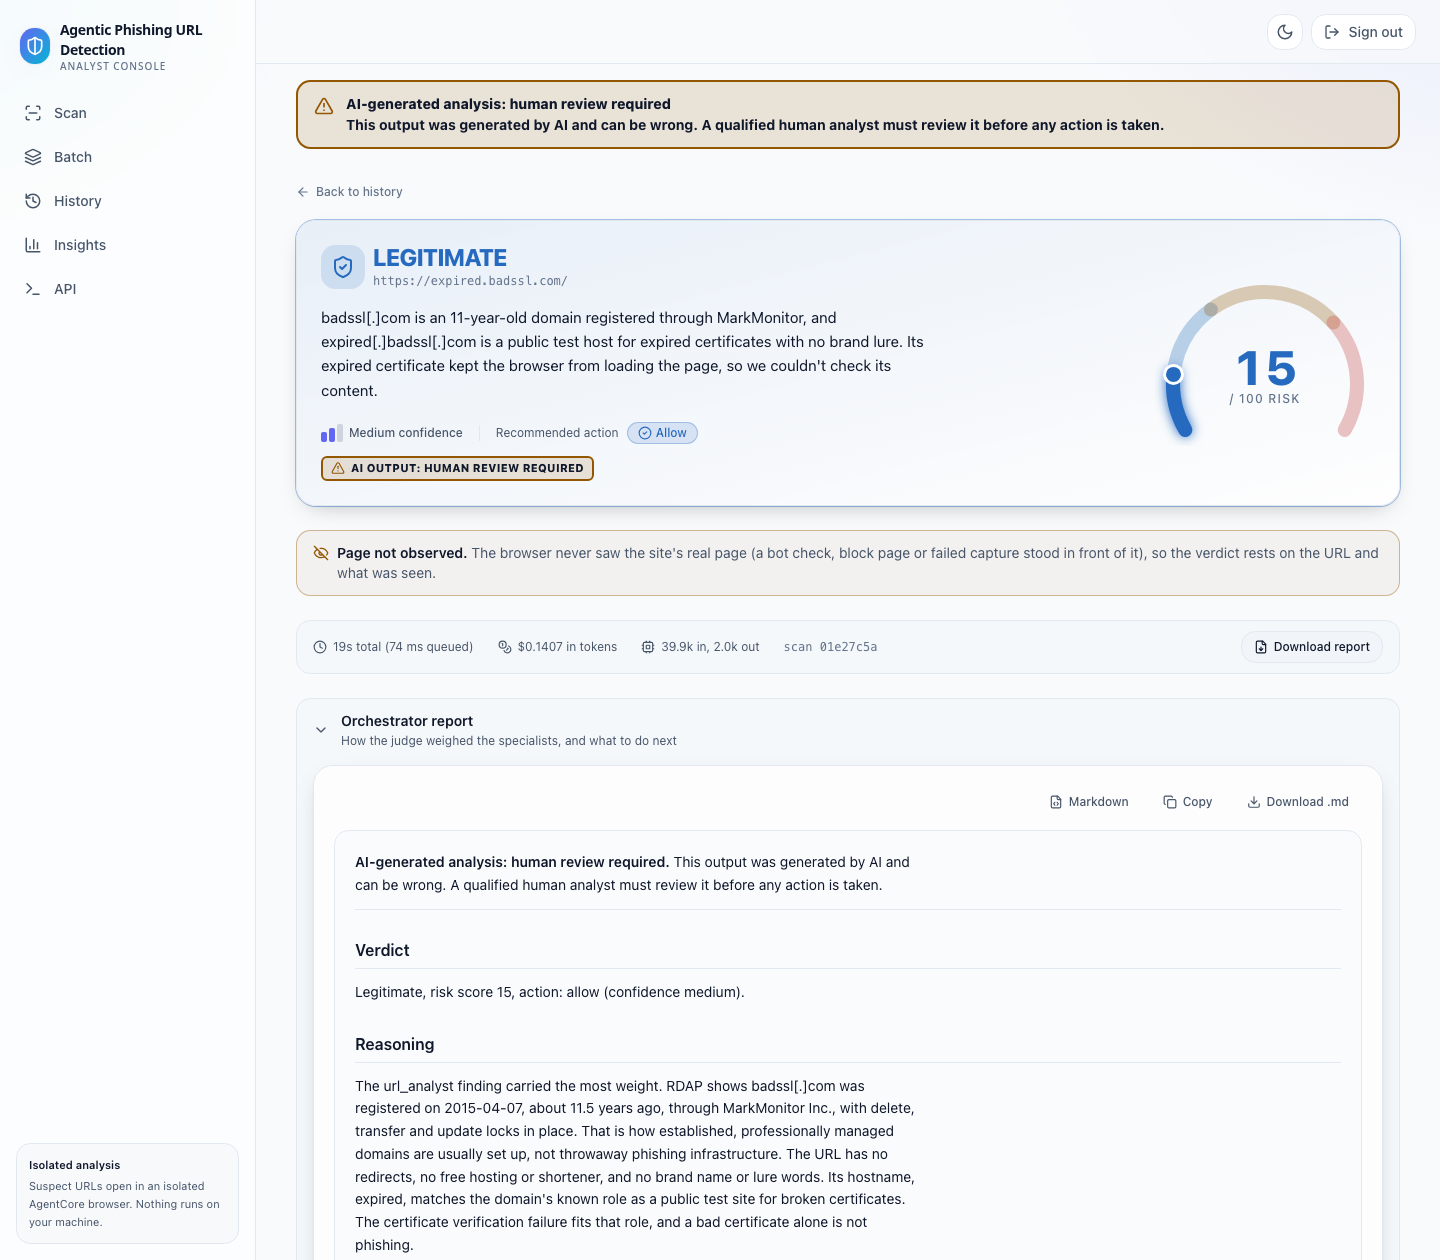 Agentic Phishing URL
Detection
ANALYST CONSOLE
Scan
Batch
History
Insights
API
Isolated analysis
Suspect URLs open in an isolated
AgentCore browser. Nothing runs on
your machine.
Sign out
AI-generated analysis: human review required
This output was generated by AI and can be wrong. A qualified human analyst must review it before any action is taken.
Back to history
LEGITIMATE
https://expired.badssl.com/
badssl[.]com is an 11-year-old domain registered through MarkMonitor, and
expired[.]badssl[.]com is a public test host for expired certificates with no brand lure. Its
expired certificate kept the browser from loading the page, so we couldn't check its
content.
Medium confidence
Recommended action
Allow
AI OUTPUT: HUMAN REVIEW REQUIRED
15
/ 100 RISK
Page not observed. The browser never saw the site's real page (a bot check, block page or failed capture stood in front of it), so the verdict rests on the URL and
what was seen.
19s total (74 ms queued)
$0.1407 in tokens
39.9k in, 2.0k out
scan 01e27c5a
Download report
Orchestrator report
How the judge weighed the specialists, and what to do next
Markdown
Copy
Download .md
AI-generated analysis: human review required. This output was generated by AI and
can be wrong. A qualified human analyst must review it before any action is taken.
Verdict
Legitimate, risk score 15, action: allow (confidence medium).
Reasoning
The url_analyst finding carried the most weight. RDAP shows badssl[.]com was
registered on 2015-04-07, about 11.5 years ago, through MarkMonitor Inc., with delete,
transfer and update locks in place. That is how established, professionally managed
domains are usually set up, not throwaway phishing infrastructure. The URL has no
redirects, no free hosting or shortener, and no brand name or lure words. Its hostname,
expired, matches the domain's known role as a public test site for broken certificates.
The certificate verification failure fits that role, and a bad certificate alone is not
phishing.